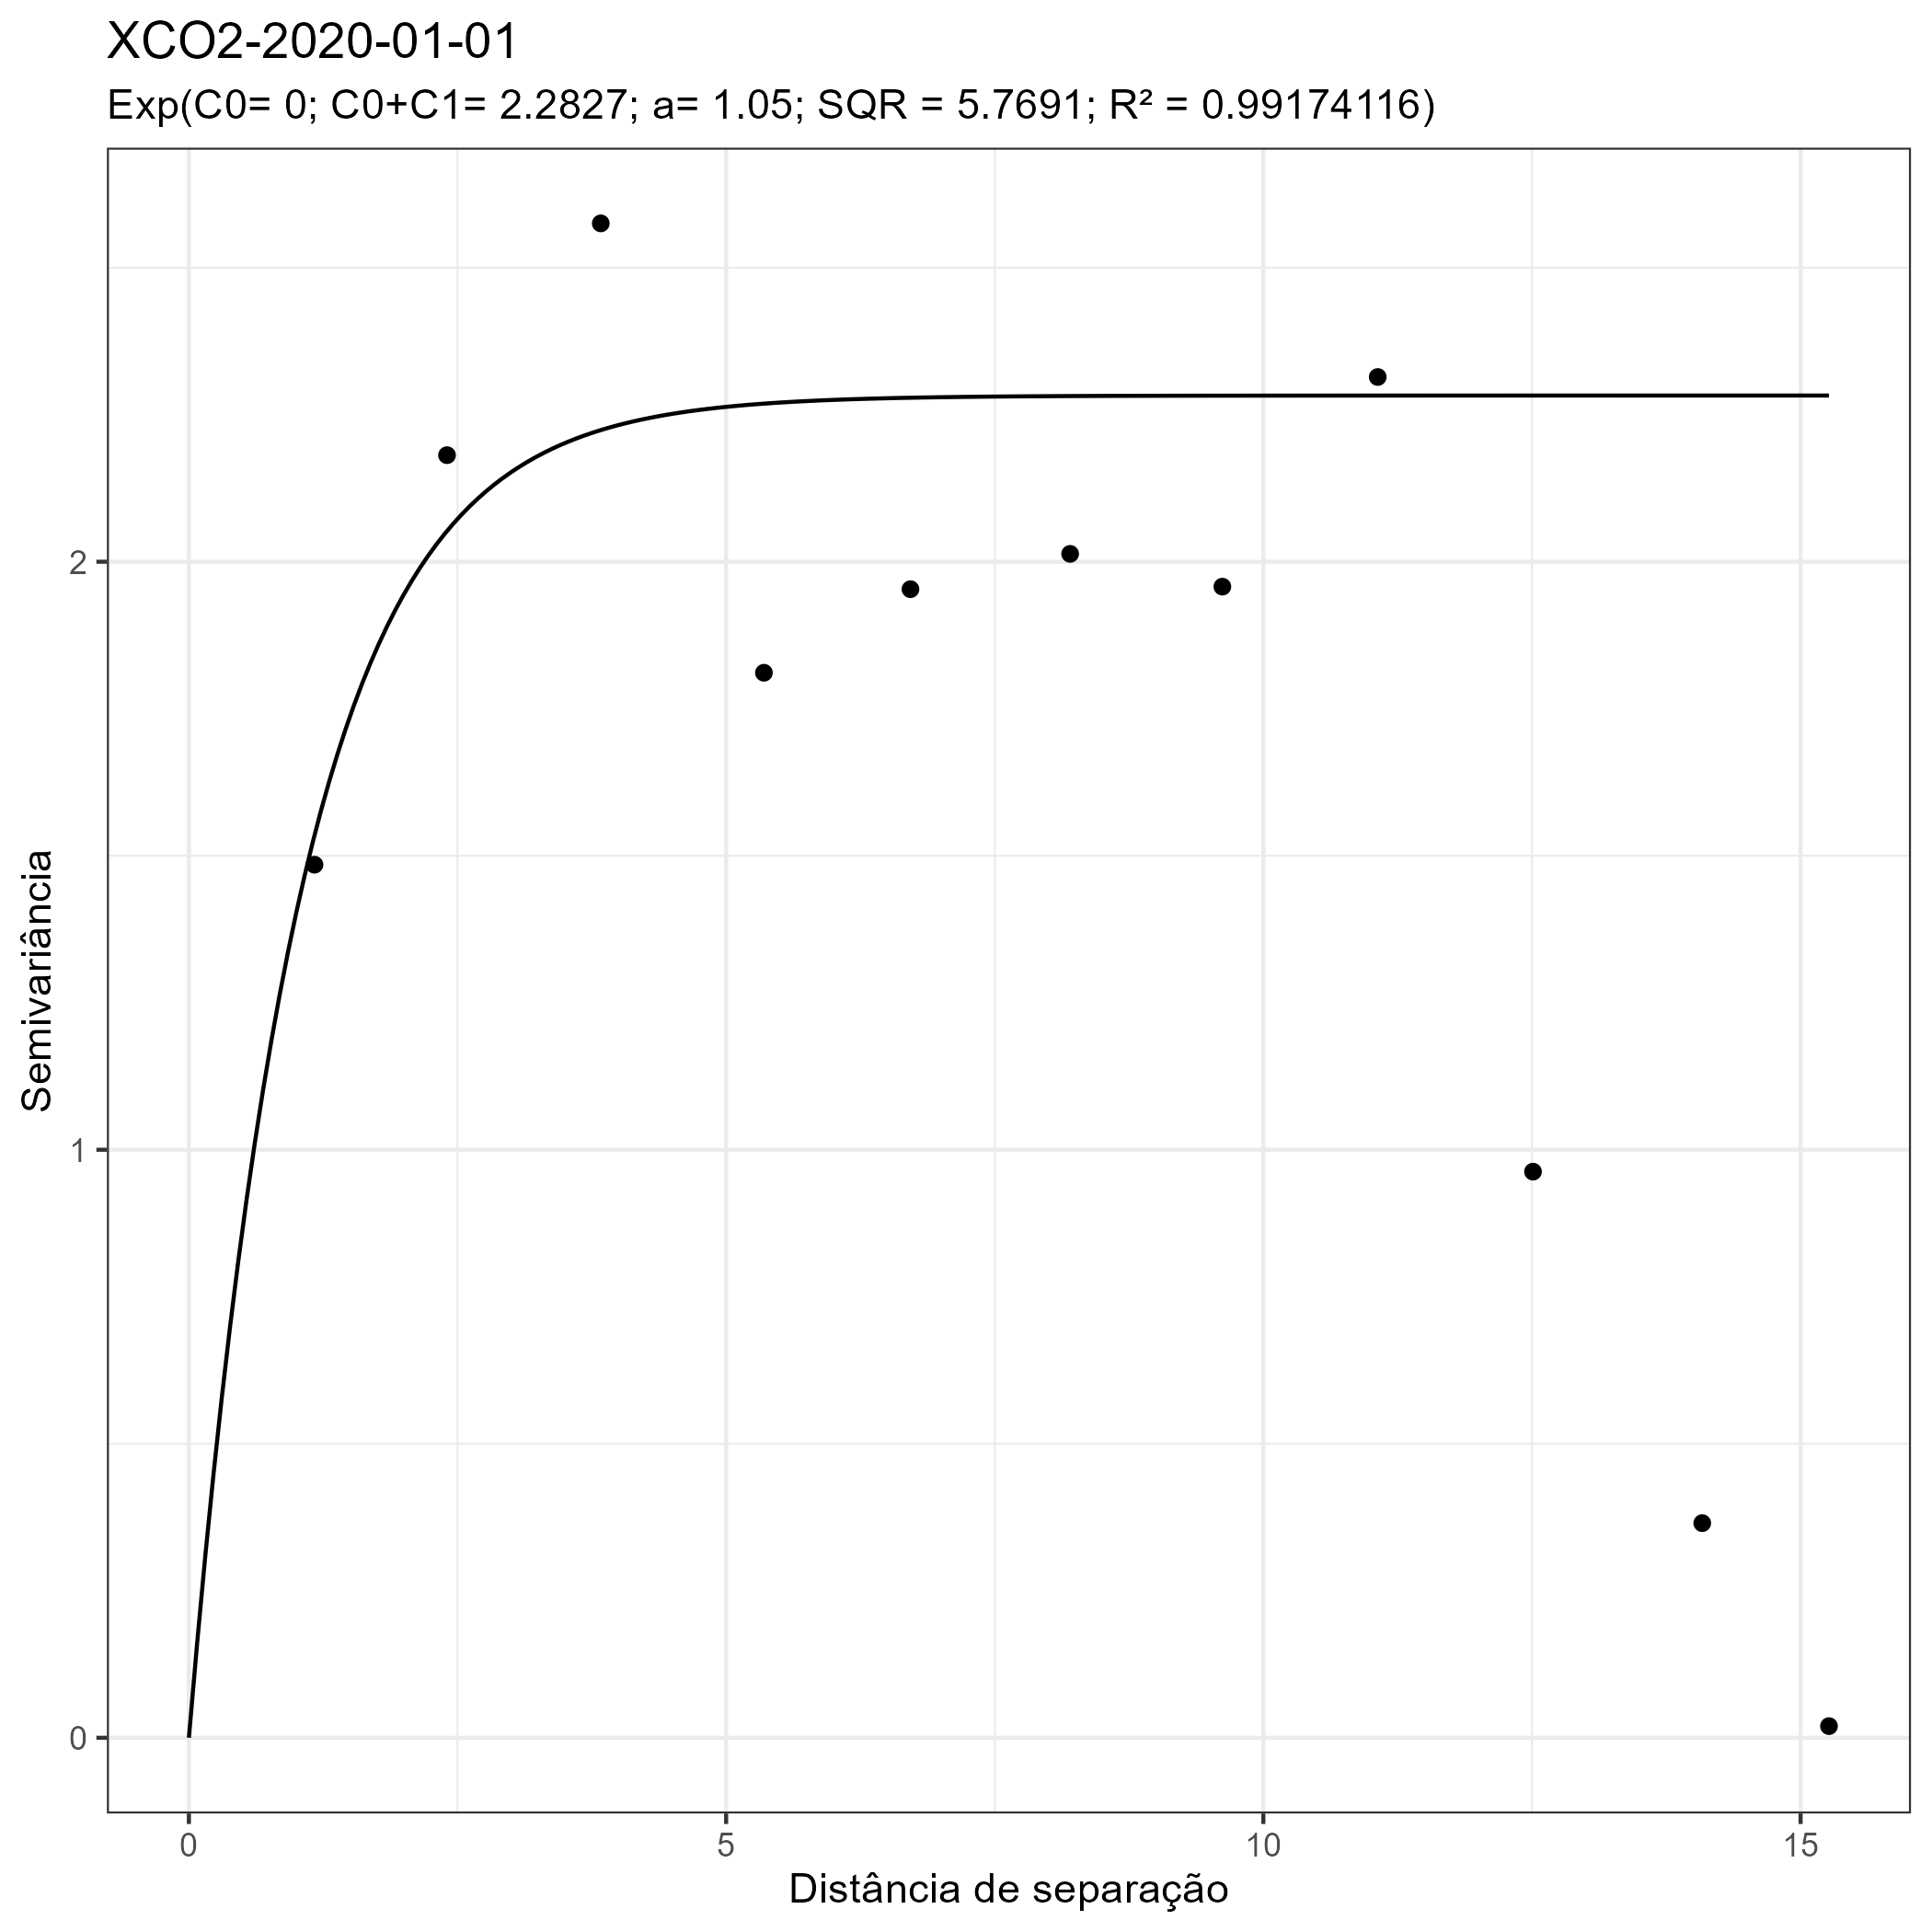 XCO2-2020-01-01
Exp(C0= 0; C0+C1= 2.2827; a= 1.05; SQR = 5.7691; R² = 0.99174116)
Semivariância
2
1
0
0 5 10 15
Distância de separação